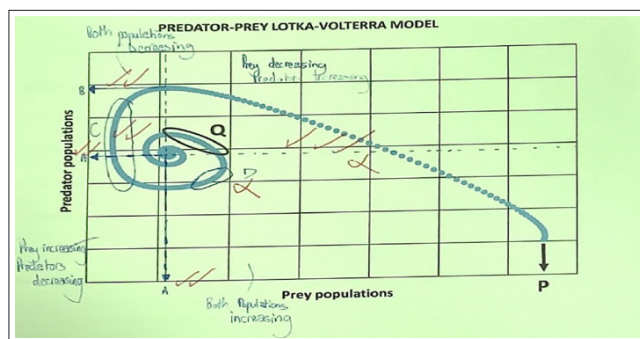 PREDATOR-PREY LOTKA-VOLTERRA MODEL
Both populations
Decreasing
Prey decreasing
Predators Increasing
B
C
Q
A
D
α
α
Predator populations
Prey increasing
Predators
decreasing
A
Prey populations
P
Both Populations
increasing